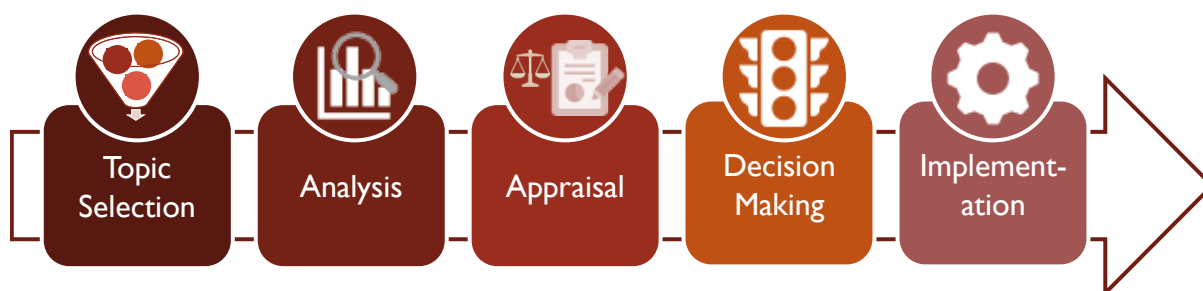 Topic
Selection
Analysis
Appraisal
Decision
Making
Implement-
ation